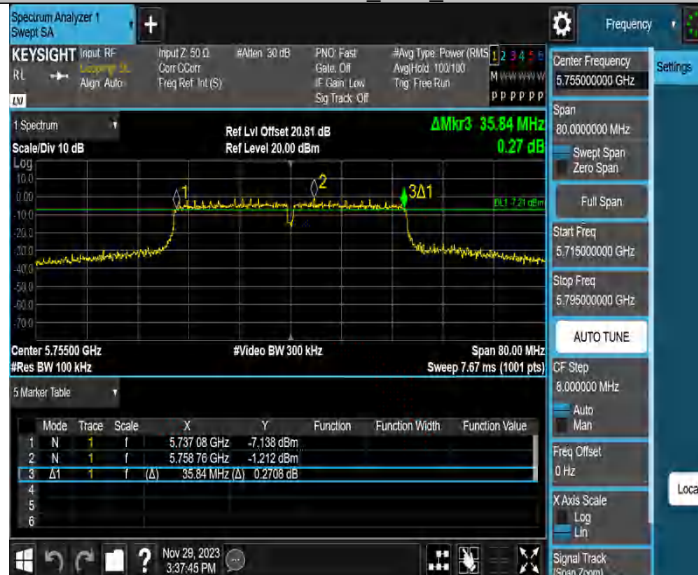 Spectrum Analyzer 1
Swept SA
+
Frequency
KEYSIGHT
RL
Input: RF
Align: Auto
Input Z: 50 Ω
Corr CCorr
Freq Ref: Int (S)
#Atten: 30 dB
PNO: Fast
Gate: Off
IF Gain: Low
Sig Track: Off
#Avg Type: Power (RMS
Avg|Hold: 100/100
Trig: Free Run
1 2 3 4 5 6
M W W W W W
P P P P P P
Center Frequency
5.755000000 GHz
Settings
Span
80.0000000 MHz
Swept Span
Zero Span
Full Span
Start Freq
5.715000000 GHz
Stop Freq
5.795000000 GHz
AUTO TUNE
CF Step
8.000000 MHz
Auto
Man
Freq Offset
0 Hz
X Axis Scale
Log
Lin
Signal Track
(Span Zoom)
Loca
LXI
1 Spectrum
Scale/Div 10 dB
Ref Lvl Offset 20.81 dB
Ref Level 20.00 dBm
ΔMkr3 35.84 MHz
0.27 dB
Log
10.0
0.00
-10.0
-20.0
-30.0
-40.0
-50.0
-60.0
-70.0
1
2
3Δ1
DL1 -7.21 dBm
Center 5.75500 GHz
#Res BW 100 kHz
#Video BW 300 kHz
Span 80.00 MHz
Sweep 7.67 ms (1001 pts)
5 Marker Table
Mode Trace Scale X Y Function Function Width Function Value
1 N 1 f 5.737 08 GHz -7.138 dBm
2 N 1 f 5.758 76 GHz -1.212 dBm
3 Δ1 1 f (Δ) 35.84 MHz (Δ) 0.2708 dB
4
5
6
?
Nov 29, 2023
3:37:45 PM